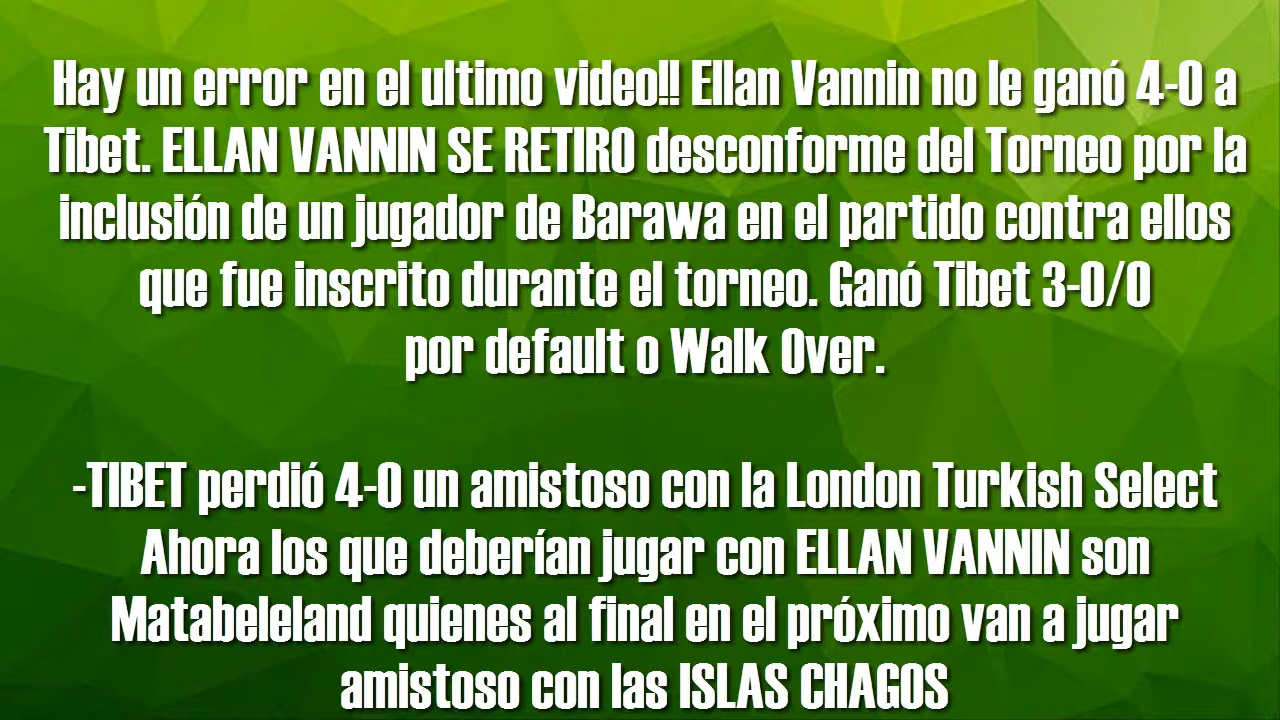 Hay un error en el ultimo video!! Ellan Vannin no le ganó 4-0 a
Tibet. ELLAN VANNIN SE RETIRO desconforme del Torneo por la
inclusión de un jugador de Barawa en el partido contra ellos
que fue inscrito durante el torneo. Ganó Tibet 3-0/0
por default o Walk Over.
-TIBET perdió 4-0 un amistoso con la London Turkish Select
Ahora los que deberían jugar con ELLAN VANNIN son
Matabeleland quienes al final en el próximo van a jugar
amistoso con las ISLAS CHAGOS